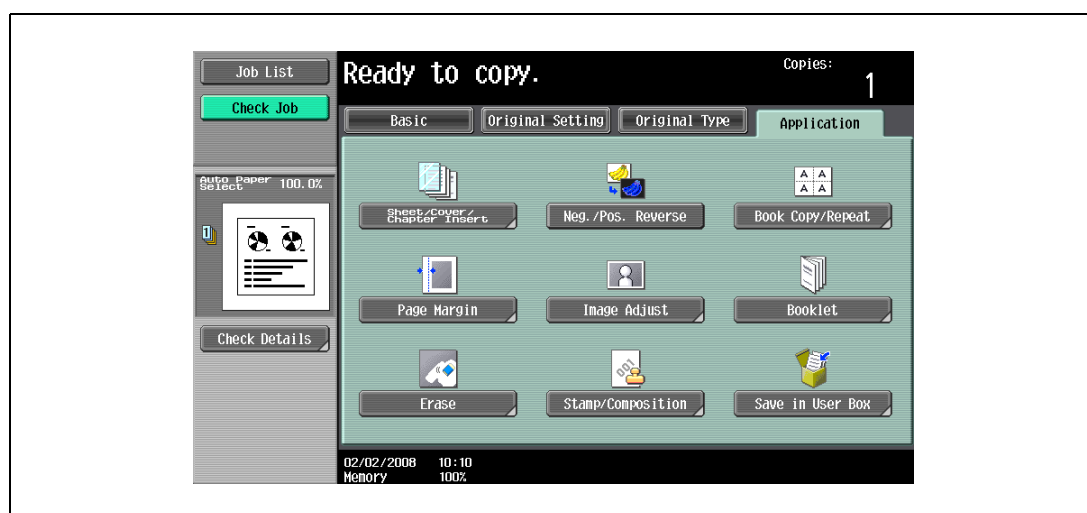 Job List
Check Job
Ready to copy.
Copies:
1
Basic
Original Setting
Original Type
Application
Auto Paper
Select
100.0%
1
Sheet/Cover/
Chapter Insert
Neg./Pos. Reverse
A A
A A
Book Copy/Repeat
Page Margin
Image Adjust
Booklet
Check Details
001
Erase
Stamp/Composition
Save in User Box
02/02/2008 10:10
Memory 100%